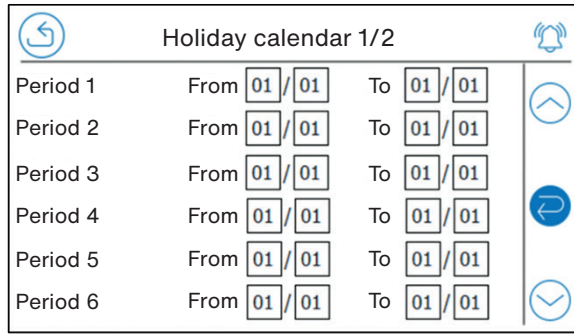 Holiday calendar 1/2
Period 1 From 01 / 01 To 01 / 01
Period 2 From 01 / 01 To 01 / 01
Period 3 From 01 / 01 To 01 / 01
Period 4 From 01 / 01 To 01 / 01
Period 5 From 01 / 01 To 01 / 01
Period 6 From 01 / 01 To 01 / 01